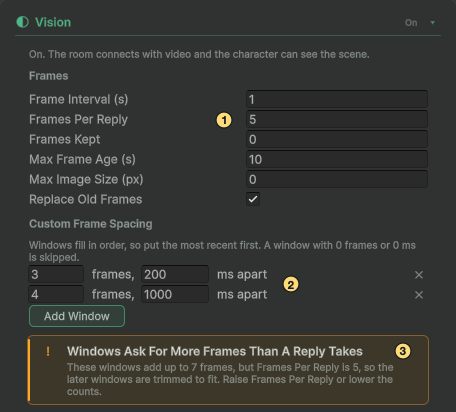 Vision
On
On. The room connects with video and the character can see the scene.
Frames
Frame Interval (s) 1
Frames Per Reply 1 5
Frames Kept 0
Max Frame Age (s) 10
Max Image Size (px) 0
Replace Old Frames
Custom Frame Spacing
Windows fill in order, so put the most recent first. A window with 0 frames or 0 ms
is skipped.
3 frames, 200 ms apart
2
4 frames, 1000 ms apart
Add Window
! Windows Ask For More Frames Than A Reply Takes 3
These windows add up to 7 frames, but Frames Per Reply is 5, so the
later windows are trimmed to fit. Raise Frames Per Reply or lower the
counts.